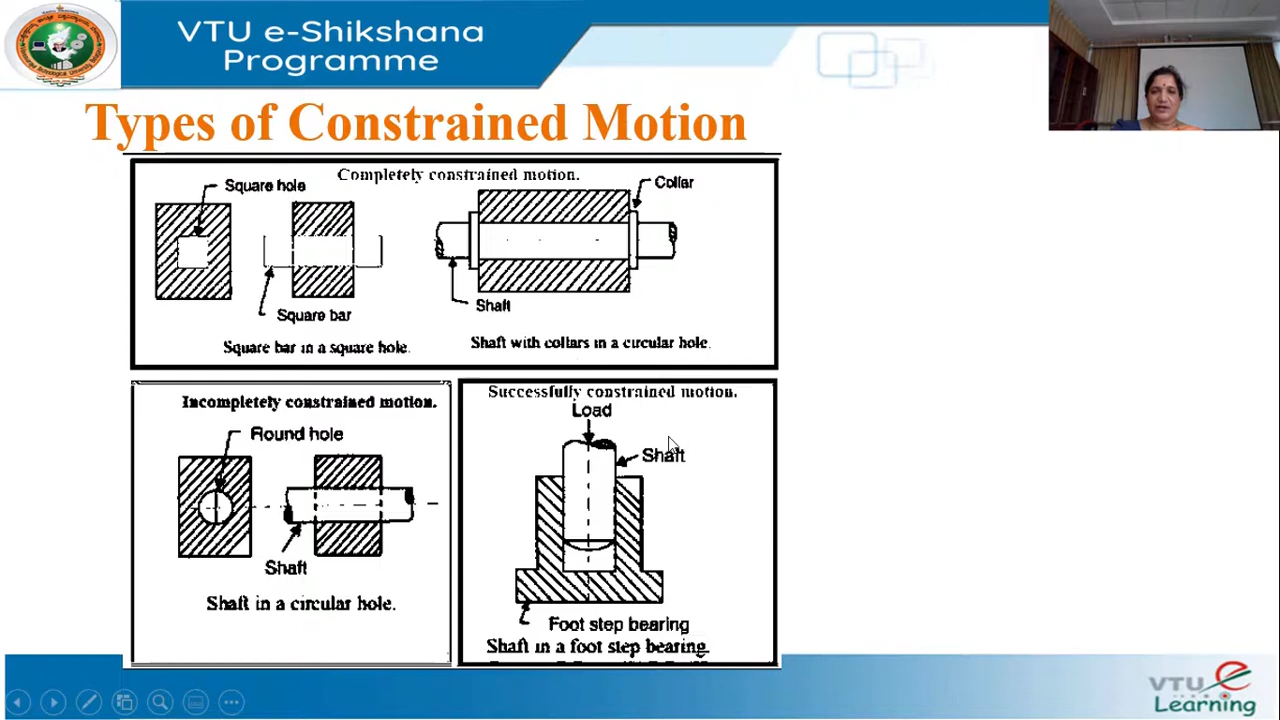 VTU e-Shikshana
Programme
Types of Constrained Motion
Completely constrained motion.
Square hole
Collar
Square bar
Shaft
Square bar in a square hole.
Shaft with collars in a circular hole.
Incompletely constrained motion.
Round hole
Shaft
Shaft in a circular hole.
Successfully constrained motion.
Load
Shaft
Foot step bearing
Shaft in a foot step bearing.
VTU e
Learning